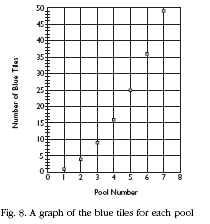 50
45
40
35
30
25
20
15
10
5
0
0 1 2 3 4 5 6 7 8
Number of Blue Tiles
Pool Number
Fig. 8. A graph of the blue tiles for each pool